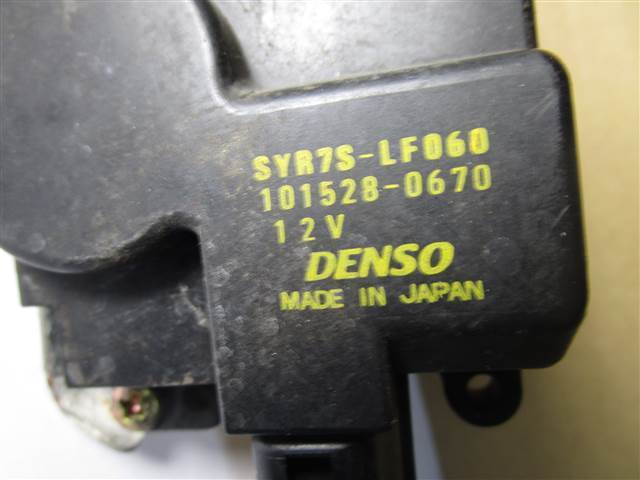 SYR7S-LF060
101528-0670
12V
DENSO
MADE IN JAPAN